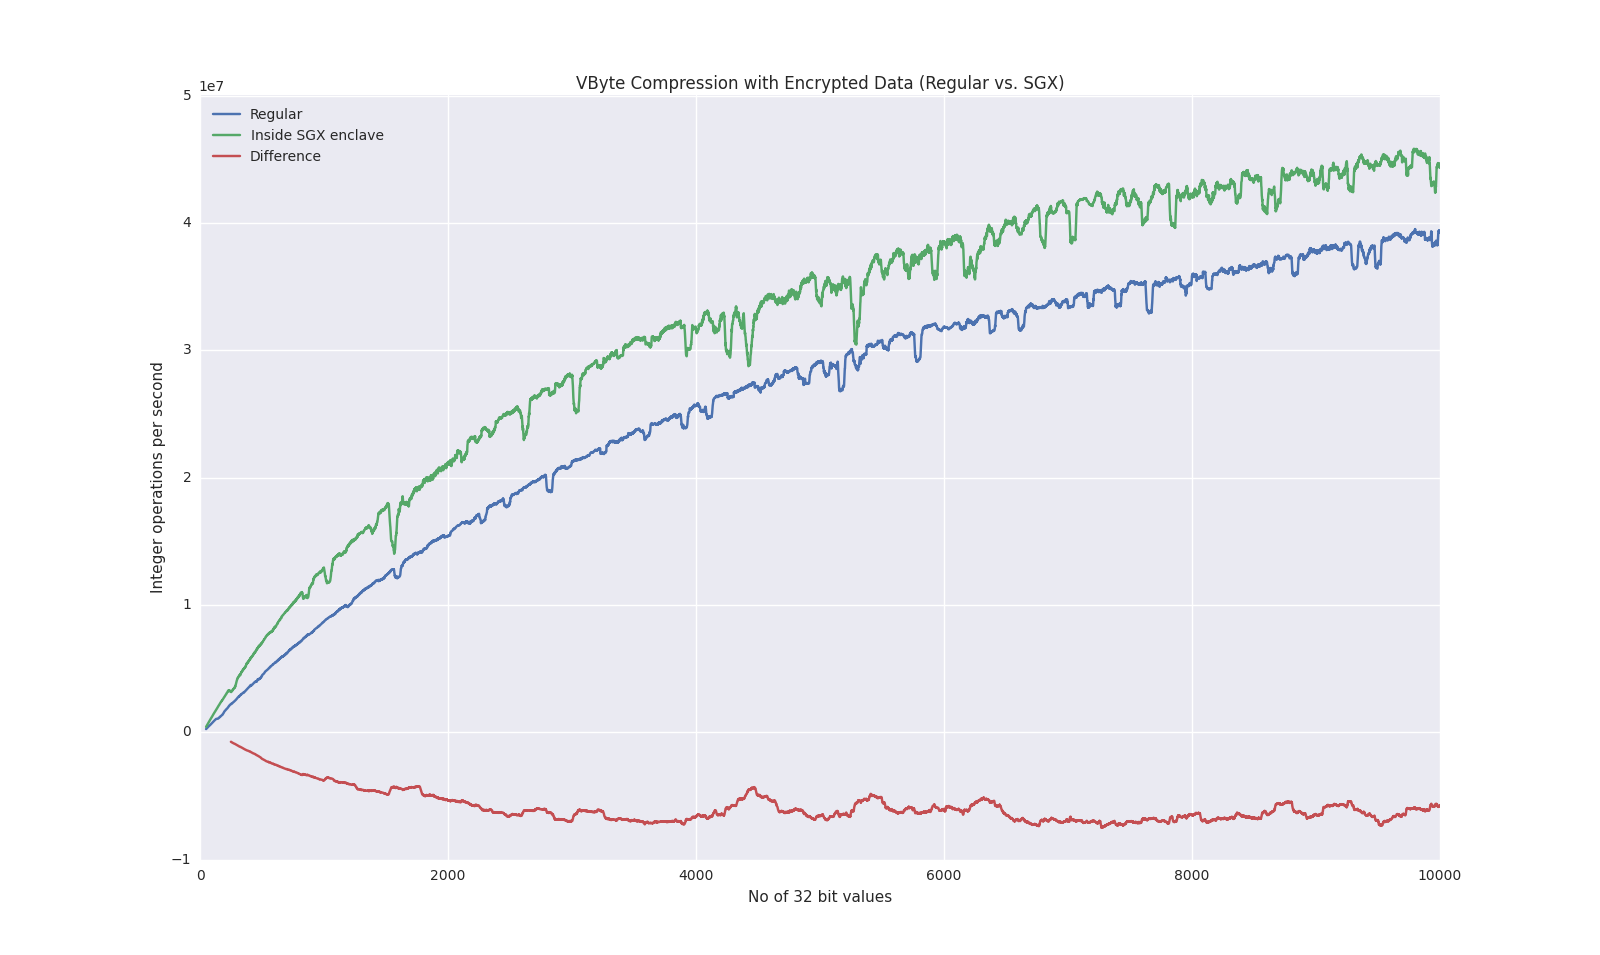 VByte Compression with Encrypted Data (Regular vs. SGX)
1e7
Regular
Inside SGX enclave
Difference
5
4
3
2
1
0
−1
Integer operations per second
0 2000 4000 6000 8000 10000
No of 32 bit values